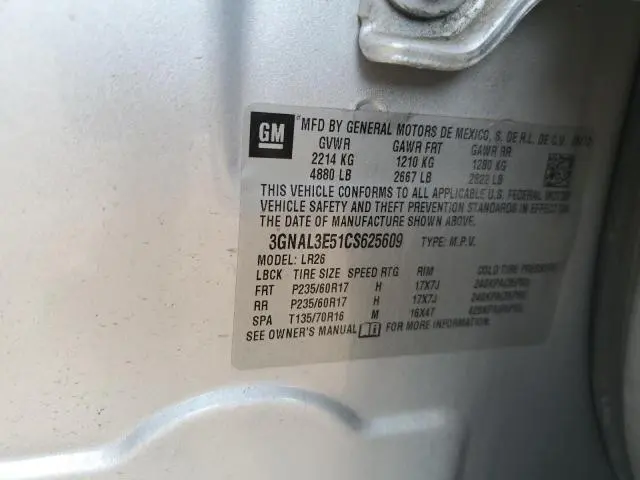 GM MFD BY GENERAL MOTORS DE MEXICO, S. DE R.L. DE C.V.
GVWR GAWR FRT GAWR RR
2214 KG 1210 KG 1280 KG
4880 LB 2667 LB 2822 LB
THIS VEHICLE CONFORMS TO ALL APPLICABLE U.S. FEDERAL MOTOR
VEHICLE SAFETY AND THEFT PREVENTION STANDARDS IN EFFECT ON
THE DATE OF MANUFACTURE SHOWN ABOVE.
3GNAL3E51CS625609 TYPE: M.P.V.
MODEL: LR26
LBCK TIRE SIZE SPEED RTG RIM COLD TIRE PRESSURE
FRT P235/60R17 H 17X7J
RR P235/60R17 H 17X7J
SPA T135/70R16 M 16X47
SEE OWNER'S MANUAL FOR MORE INFORMATION.